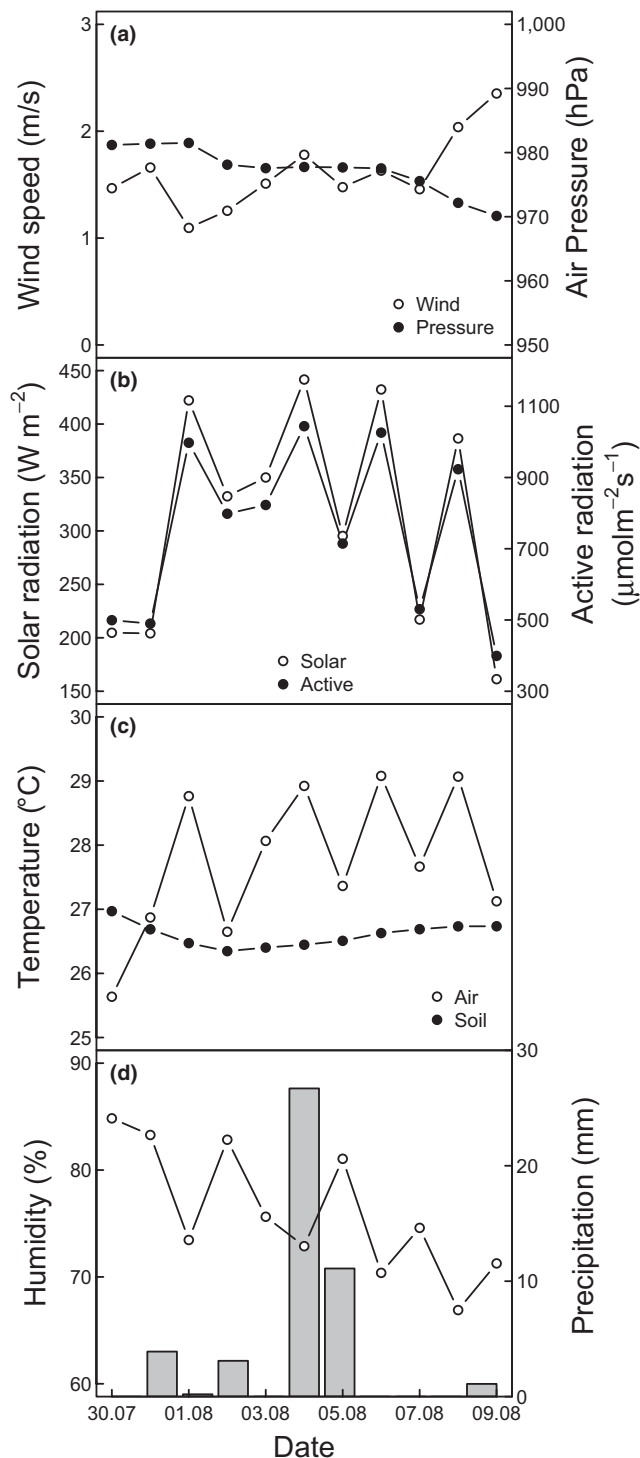 (a)
3
2
1
0
Wind speed (m/s)
1,000
990
980
970
960
950
Air Pressure (hPa)
Wind
Pressure
(b)
450
400
350
300
250
200
150
Solar radiation (W m−2)
1100
900
700
500
300
Active radiation
(µmolm−2s−1)
Solar
Active
(c)
30
29
28
27
26
25
Temperature (°C)
Air
Soil
(d)
90
80
70
60
Humidity (%)
30
20
10
0
Precipitation (mm)
30.07 01.08 03.08 05.08 07.08 09.08
Date